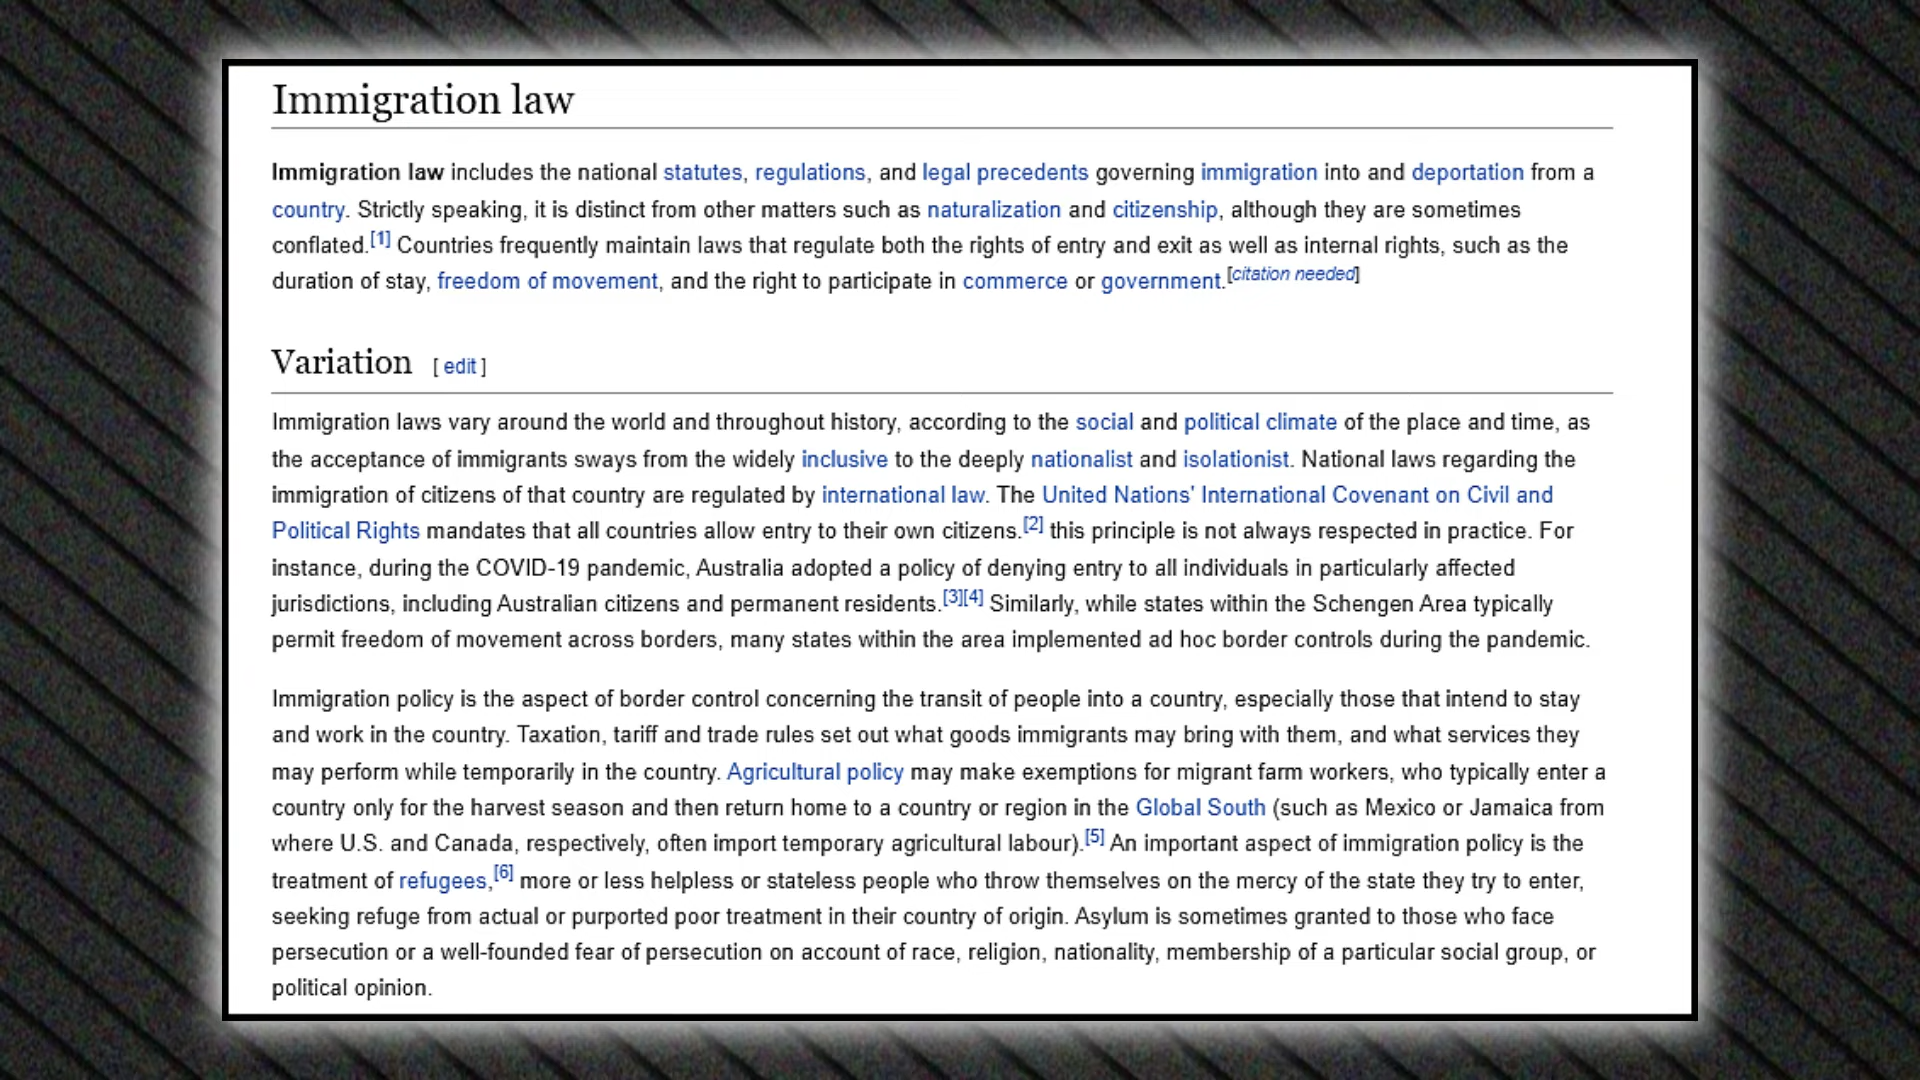 Immigration law
Immigration law includes the national statutes, regulations, and legal precedents governing immigration into and deportation from a
country. Strictly speaking, it is distinct from other matters such as naturalization and citizenship, although they are sometimes
conflated.[1] Countries frequently maintain laws that regulate both the rights of entry and exit as well as internal rights, such as the
duration of stay, freedom of movement, and the right to participate in commerce or government.[citation needed]
Variation [ edit ]
Immigration laws vary around the world and throughout history, according to the social and political climate of the place and time, as
the acceptance of immigrants sways from the widely inclusive to the deeply nationalist and isolationist. National laws regarding the
immigration of citizens of that country are regulated by international law. The United Nations' International Covenant on Civil and
Political Rights mandates that all countries allow entry to their own citizens.[2] this principle is not always respected in practice. For
instance, during the COVID-19 pandemic, Australia adopted a policy of denying entry to all individuals in particularly affected
jurisdictions, including Australian citizens and permanent residents.[3][4] Similarly, while states within the Schengen Area typically
permit freedom of movement across borders, many states within the area implemented ad hoc border controls during the pandemic.
Immigration policy is the aspect of border control concerning the transit of people into a country, especially those that intend to stay
and work in the country. Taxation, tariff and trade rules set out what goods immigrants may bring with them, and what services they
may perform while temporarily in the country. Agricultural policy may make exemptions for migrant farm workers, who typically enter a
country only for the harvest season and then return home to a country or region in the Global South (such as Mexico or Jamaica from
where U.S. and Canada, respectively, often import temporary agricultural labour).[5] An important aspect of immigration policy is the
treatment of refugees,[6] more or less helpless or stateless people who throw themselves on the mercy of the state they try to enter,
seeking refuge from actual or purported poor treatment in their country of origin. Asylum is sometimes granted to those who face
persecution or a well-founded fear of persecution on account of race, religion, nationality, membership of a particular social group, or
political opinion.